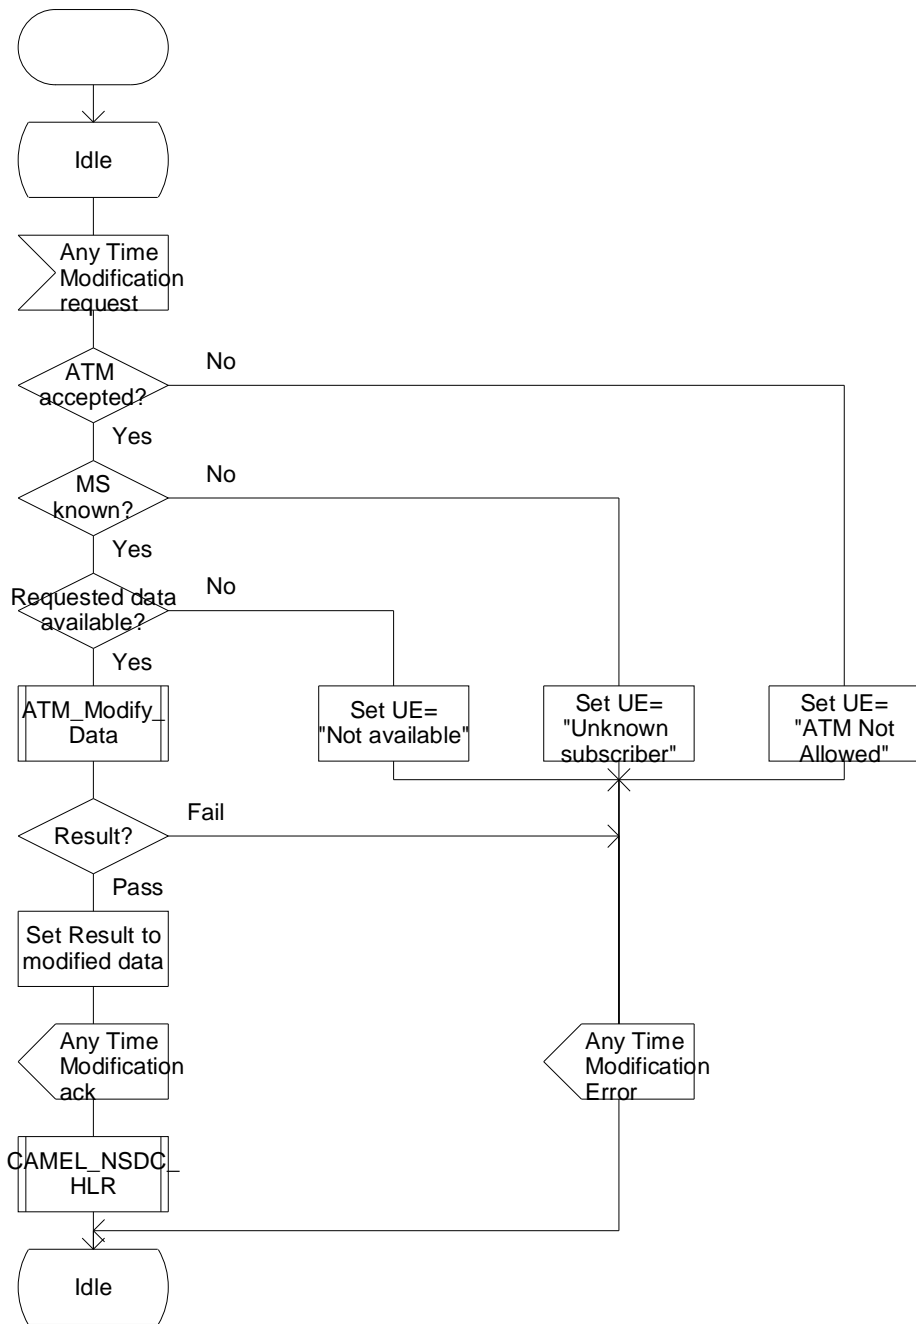 Idle
Any Time
Modification
request
ATM
accepted?
No
Yes
MS
known?
No
Yes
Requested data
available?
No
Yes
ATM_Modify_
Data
Set UE=
"Not available"
Set UE=
"Unknown
subscriber"
Set UE=
"ATM Not
Allowed"
Result?
Fail
Pass
Set Result to
modified data
Any Time
Modification
ack
Any Time
Modification
Error
CAMEL_NSDC_
HLR
Idle